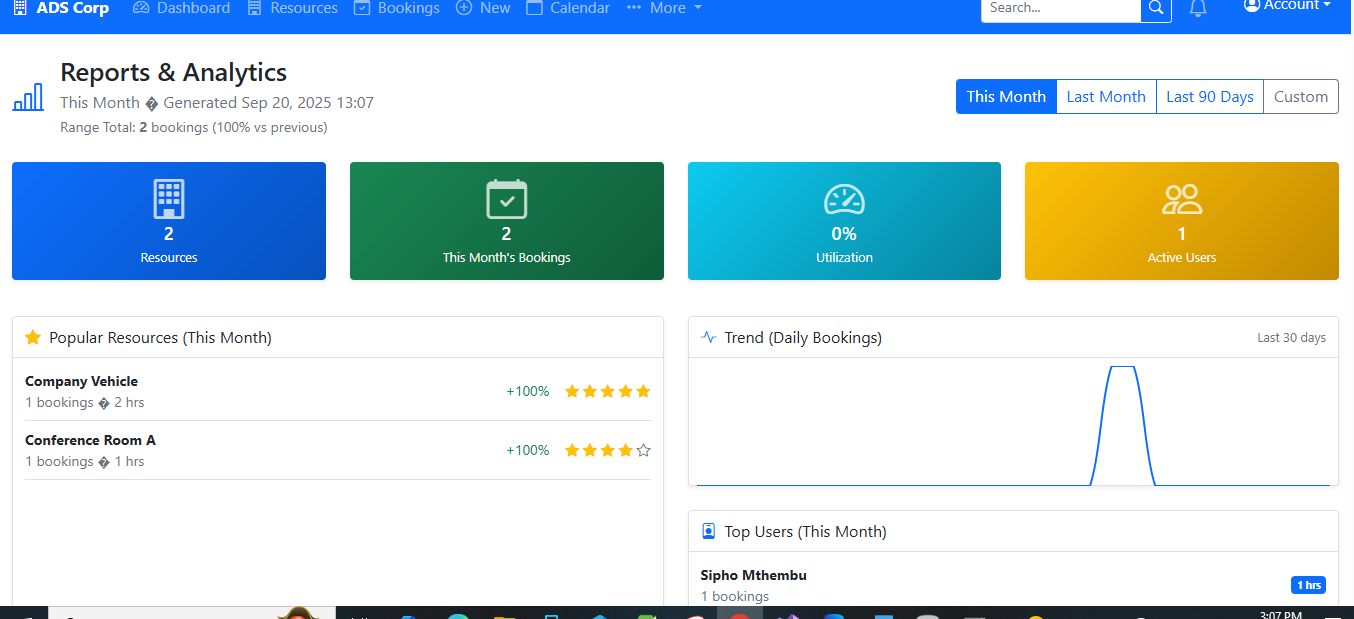 ADS Corp Dashboard Resources Bookings New Calendar More Search... Account
Reports & Analytics
This Month � Generated Sep 20, 2025 13:07
Range Total: 2 bookings (100% vs previous)
This Month Last Month Last 90 Days Custom
2
Resources
2
This Month's Bookings
0%
Utilization
1
Active Users
Popular Resources (This Month)
Company Vehicle
1 bookings � 2 hrs
+100%
Conference Room A
1 bookings � 1 hrs
+100%
Trend (Daily Bookings) Last 30 days
Top Users (This Month)
Sipho Mthembu
1 bookings
1 hrs
3:07 PM